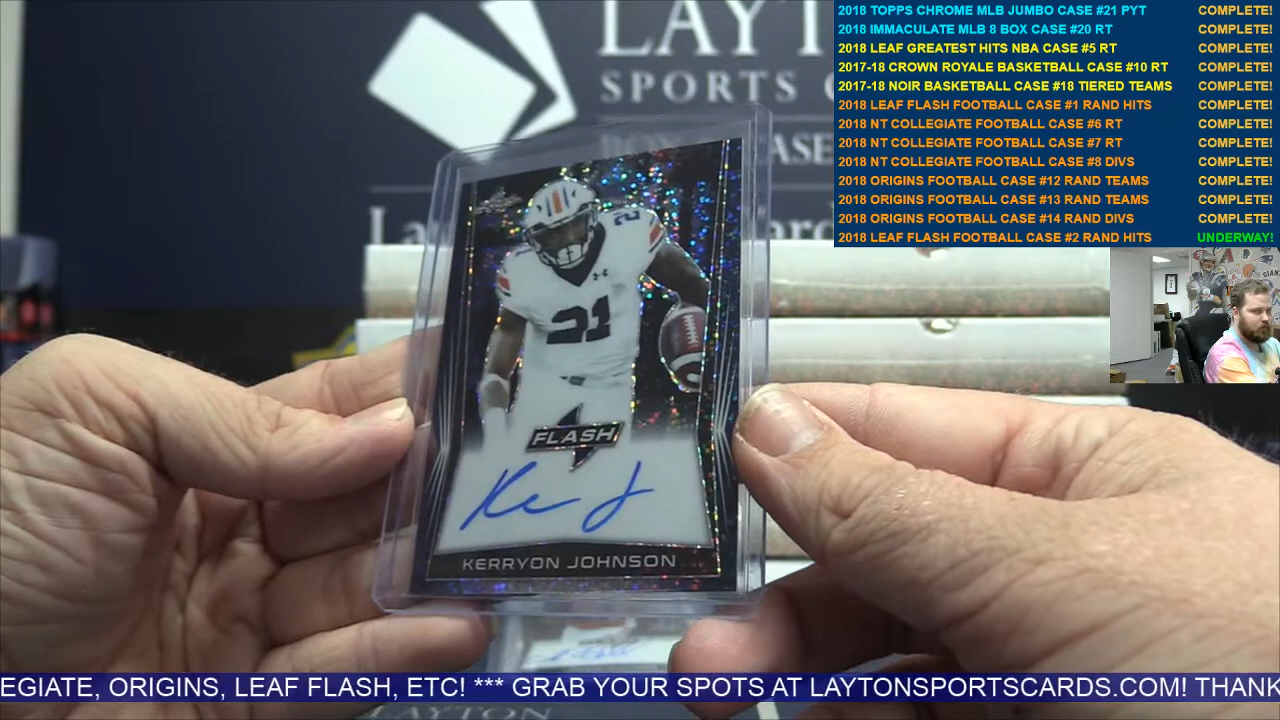 2018 TOPPS CHROME MLB JUMBO CASE #21 PYT COMPLETE!
2018 IMMACULATE MLB 8 BOX CASE #20 RT COMPLETE!
2018 LEAF GREATEST HITS NBA CASE #5 RT COMPLETE!
2017-18 CROWN ROYALE BASKETBALL CASE #10 RT COMPLETE!
2017-18 NOIR BASKETBALL CASE #18 TIERED TEAMS COMPLETE!
2018 LEAF FLASH FOOTBALL CASE #1 RAND HITS COMPLETE!
2018 NT COLLEGIATE FOOTBALL CASE #6 RT COMPLETE!
2018 NT COLLEGIATE FOOTBALL CASE #7 RT COMPLETE!
2018 NT COLLEGIATE FOOTBALL CASE #8 DIVS COMPLETE!
2018 ORIGINS FOOTBALL CASE #12 RAND TEAMS COMPLETE!
2018 ORIGINS FOOTBALL CASE #13 RAND TEAMS COMPLETE!
2018 ORIGINS FOOTBALL CASE #14 RAND DIVS COMPLETE!
2018 LEAF FLASH FOOTBALL CASE #2 RAND HITS UNDERWAY!
LAYT
SPORTS
21
21
FLASH
KERRYON JOHNSON
EGIATE, ORIGINS, LEAF FLASH, ETC! *** GRAB YOUR SPOTS AT LAYTONSPORTSCARDS.COM! THANK
LAYTON